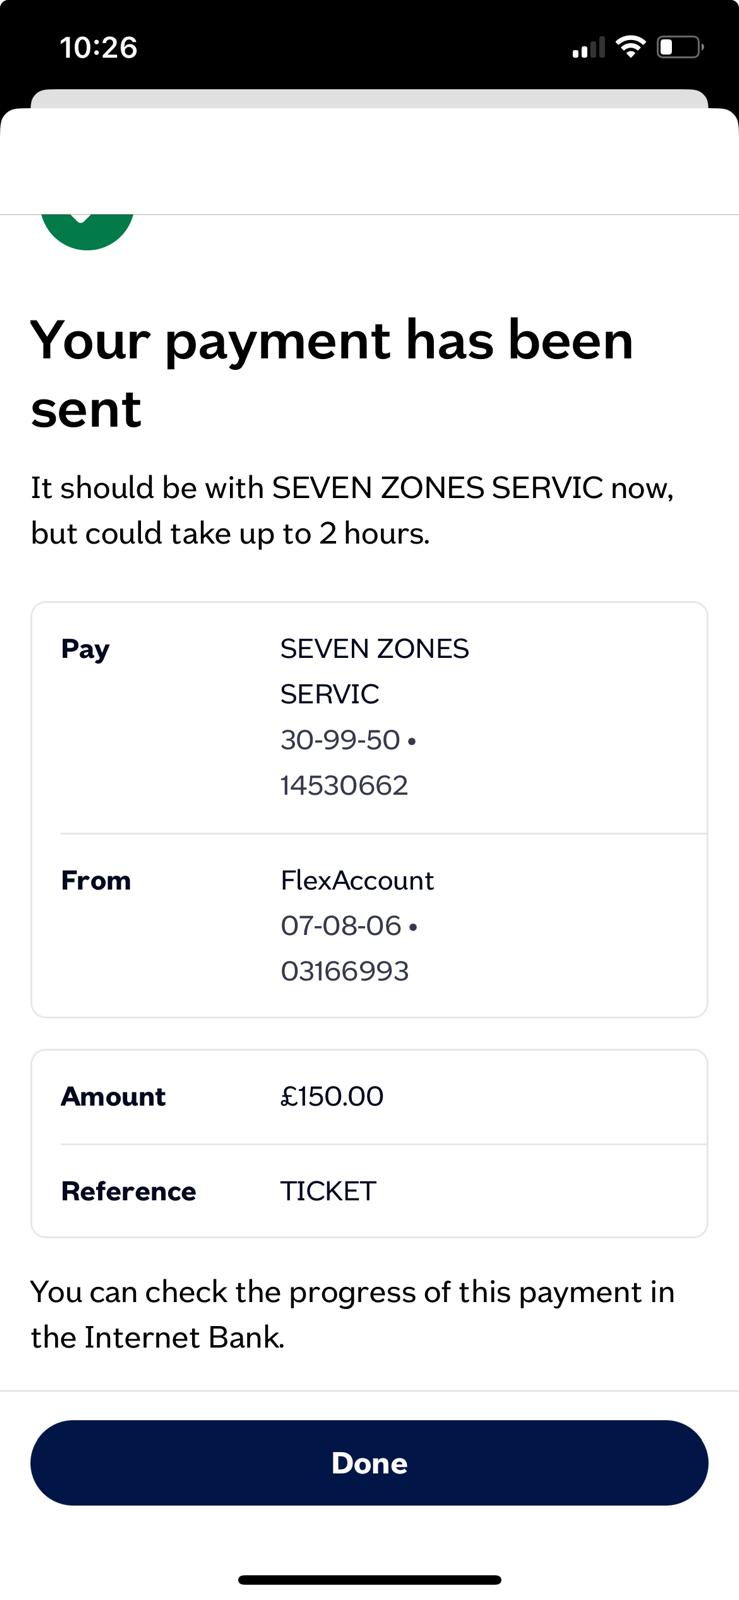 10:26
Your payment has been
sent
It should be with SEVEN ZONES SERVIC now,
but could take up to 2 hours.
Pay
SEVEN ZONES
SERVIC
30-99-50 •
14530662
From
FlexAccount
07-08-06 •
03166993
Amount
£150.00
Reference
TICKET
You can check the progress of this payment in
the Internet Bank.
Done